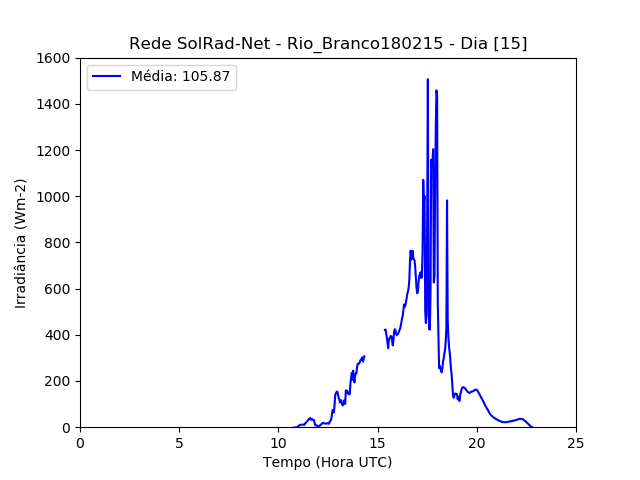 Rede SolRad-Net - Rio_Branco180215 - Dia [15]
Média: 105.87
1600
1400
1200
1000
800
600
400
200
0
Irradiância (Wm-2)
0 5 10 15 20 25
Tempo (Hora UTC)